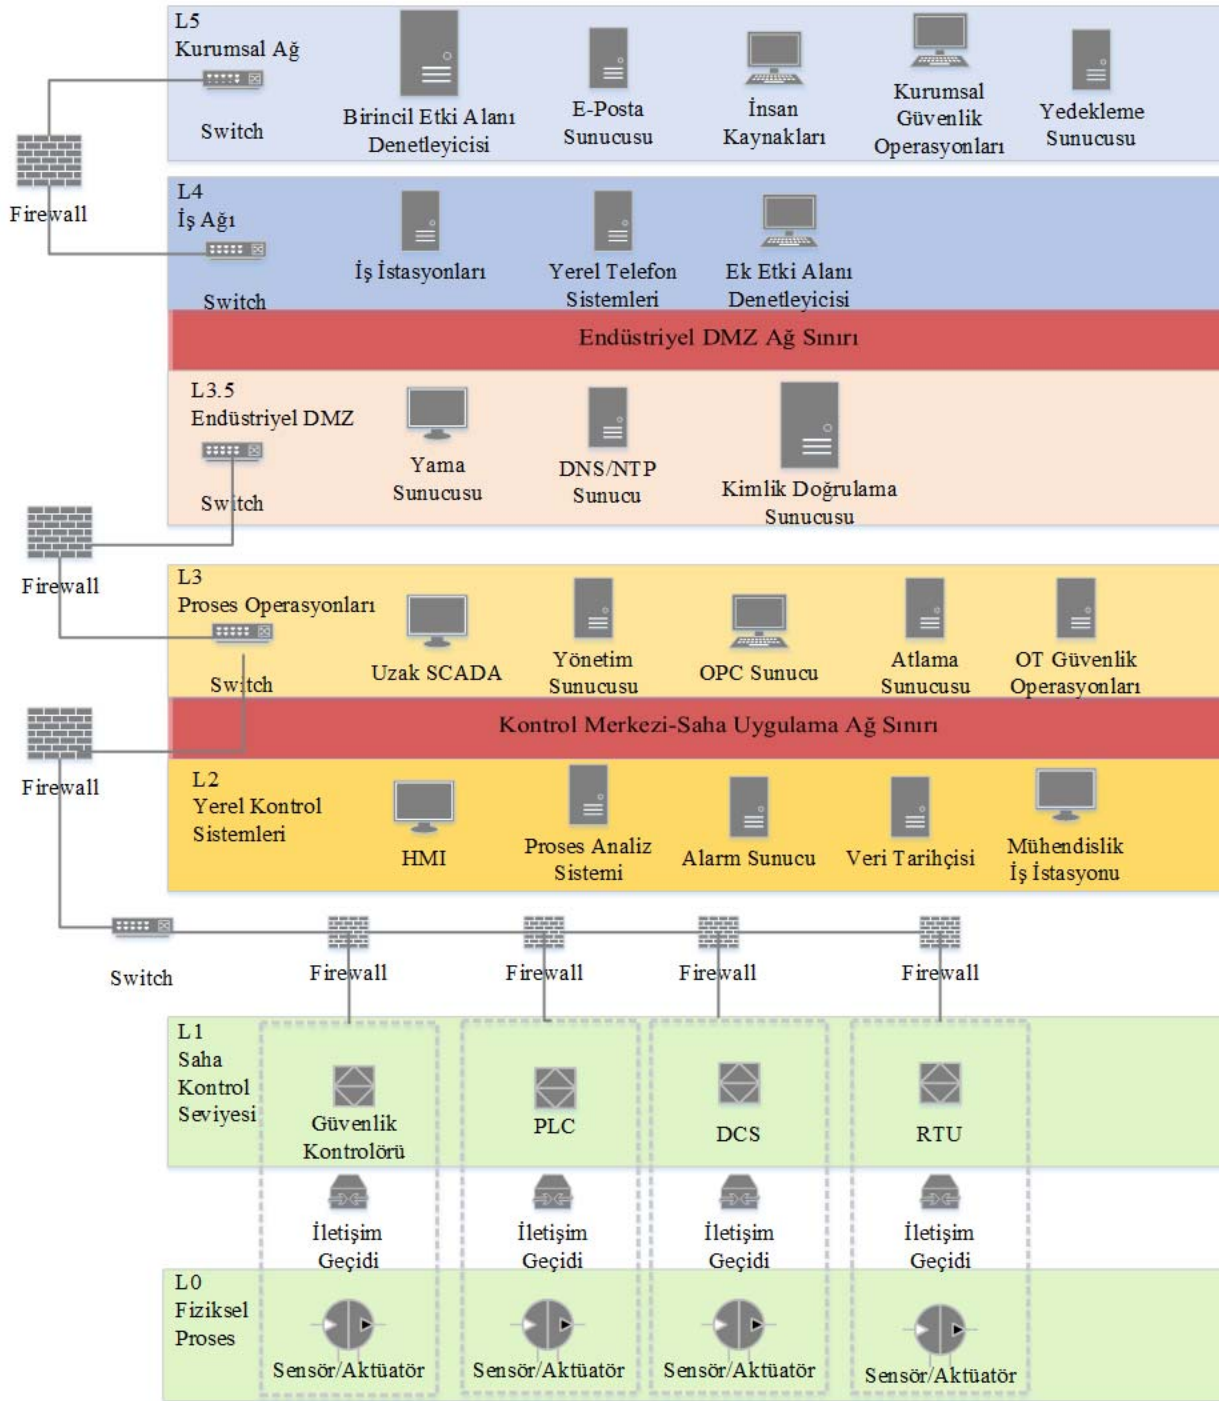 L5
Kurumsal Ağ
Switch
Birincil Etki Alanı
Denetleyicisi
E-Posta
Sunucusu
İnsan
Kaynakları
Kurumsal
Güvenlik
Operasyonları
Yedekleme
Sunucusu
Firewall
L4
İş Ağı
Switch
İş İstasyonları
Yerel Telefon
Sistemleri
Ek Etki Alanı
Denetleyicisi
Endüstriyel DMZ Ağ Sınırı
L3.5
Endüstriyel DMZ
Switch
Yama
Sunucusu
DNS/NTP
Sunucu
Kimlik Doğrulama
Sunucusu
Firewall
L3
Proses Operasyonları
Switch
Uzak SCADA
Yönetim
Sunucusu
OPC Sunucu
Atlama
Sunucusu
OT Güvenlik
Operasyonları
Kontrol Merkezi-Saha Uygulama Ağ Sınırı
Firewall
L2
Yerel Kontrol
Sistemleri
HMI
Proses Analiz
Sistemi
Alarm Sunucu
Veri Tarihçisi
Mühendislik
İş İstasyonu
Switch
Firewall
Firewall
Firewall
Firewall
L1
Saha
Kontrol
Seviyesi
Güvenlik
Kontrolörü
PLC
DCS
RTU
İletişim
Geçidi
İletişim
Geçidi
İletişim
Geçidi
İletişim
Geçidi
L0
Fiziksel
Proses
Sensör/Aktüatör
Sensör/Aktüatör
Sensör/Aktüatör
Sensör/Aktüatör